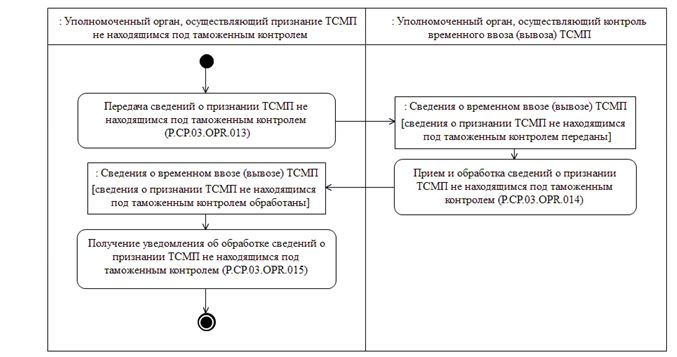 : Уполномоченный орган, осуществляющий признание ТСМП
не находящимся под таможенным контролем
: Уполномоченный орган, осуществляющий контроль
временного ввоза (вывоза) ТСМП
Передача сведений о признании ТСМП не
находящимся под таможенным контролем
(P.CP.03.OPR.013)
: Сведения о временном ввозе (вывозе) ТСМП
[сведения о признании ТСМП не находящимся
под таможенным контролем переданы]
Прием и обработка сведений о признании
ТСМП не находящимся под таможенным
контролем (P.CP.03.OPR.014)
: Сведения о временном ввозе (вывозе) ТСМП
[сведения о признании ТСМП не находящимся
под таможенным контролем обработаны]
Получение уведомления об обработке сведений о
признании ТСМП не находящимся под
таможенным контролем (P.CP.03.OPR.015)